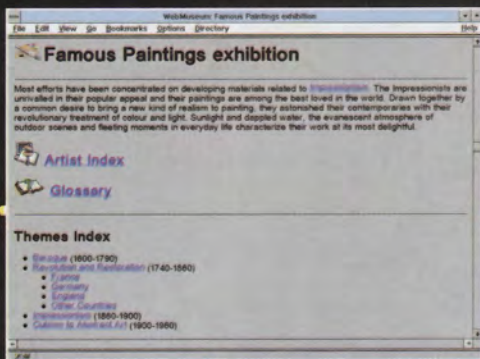 WebMuseum: Famous Paintings exhibition
File Edit View Go Bookmarks Options Directory Help
Famous Paintings exhibition
Most efforts have been concentrated on developing materials related to Impressionism. The Impressionists are
unrivalled in their popular appeal and their paintings are among the best loved in the world. Drawn together by
a common desire to bring a new kind of realism to painting, they astonished their contemporaries with their
revolutionary treatment of colour and light. Sunlight and dappled water, the evanescent atmosphere of
outdoor scenes and fleeting moments in everyday life characterize their work at its most delightful.
Artist Index
Glossary
Themes Index
Baroque (1600-1790)
Revolution and Restoration (1740-1860)
France
Germany
England
Other Countries
Impressionism (1860-1900)
Cubism to Abstract Art (1900-1960)